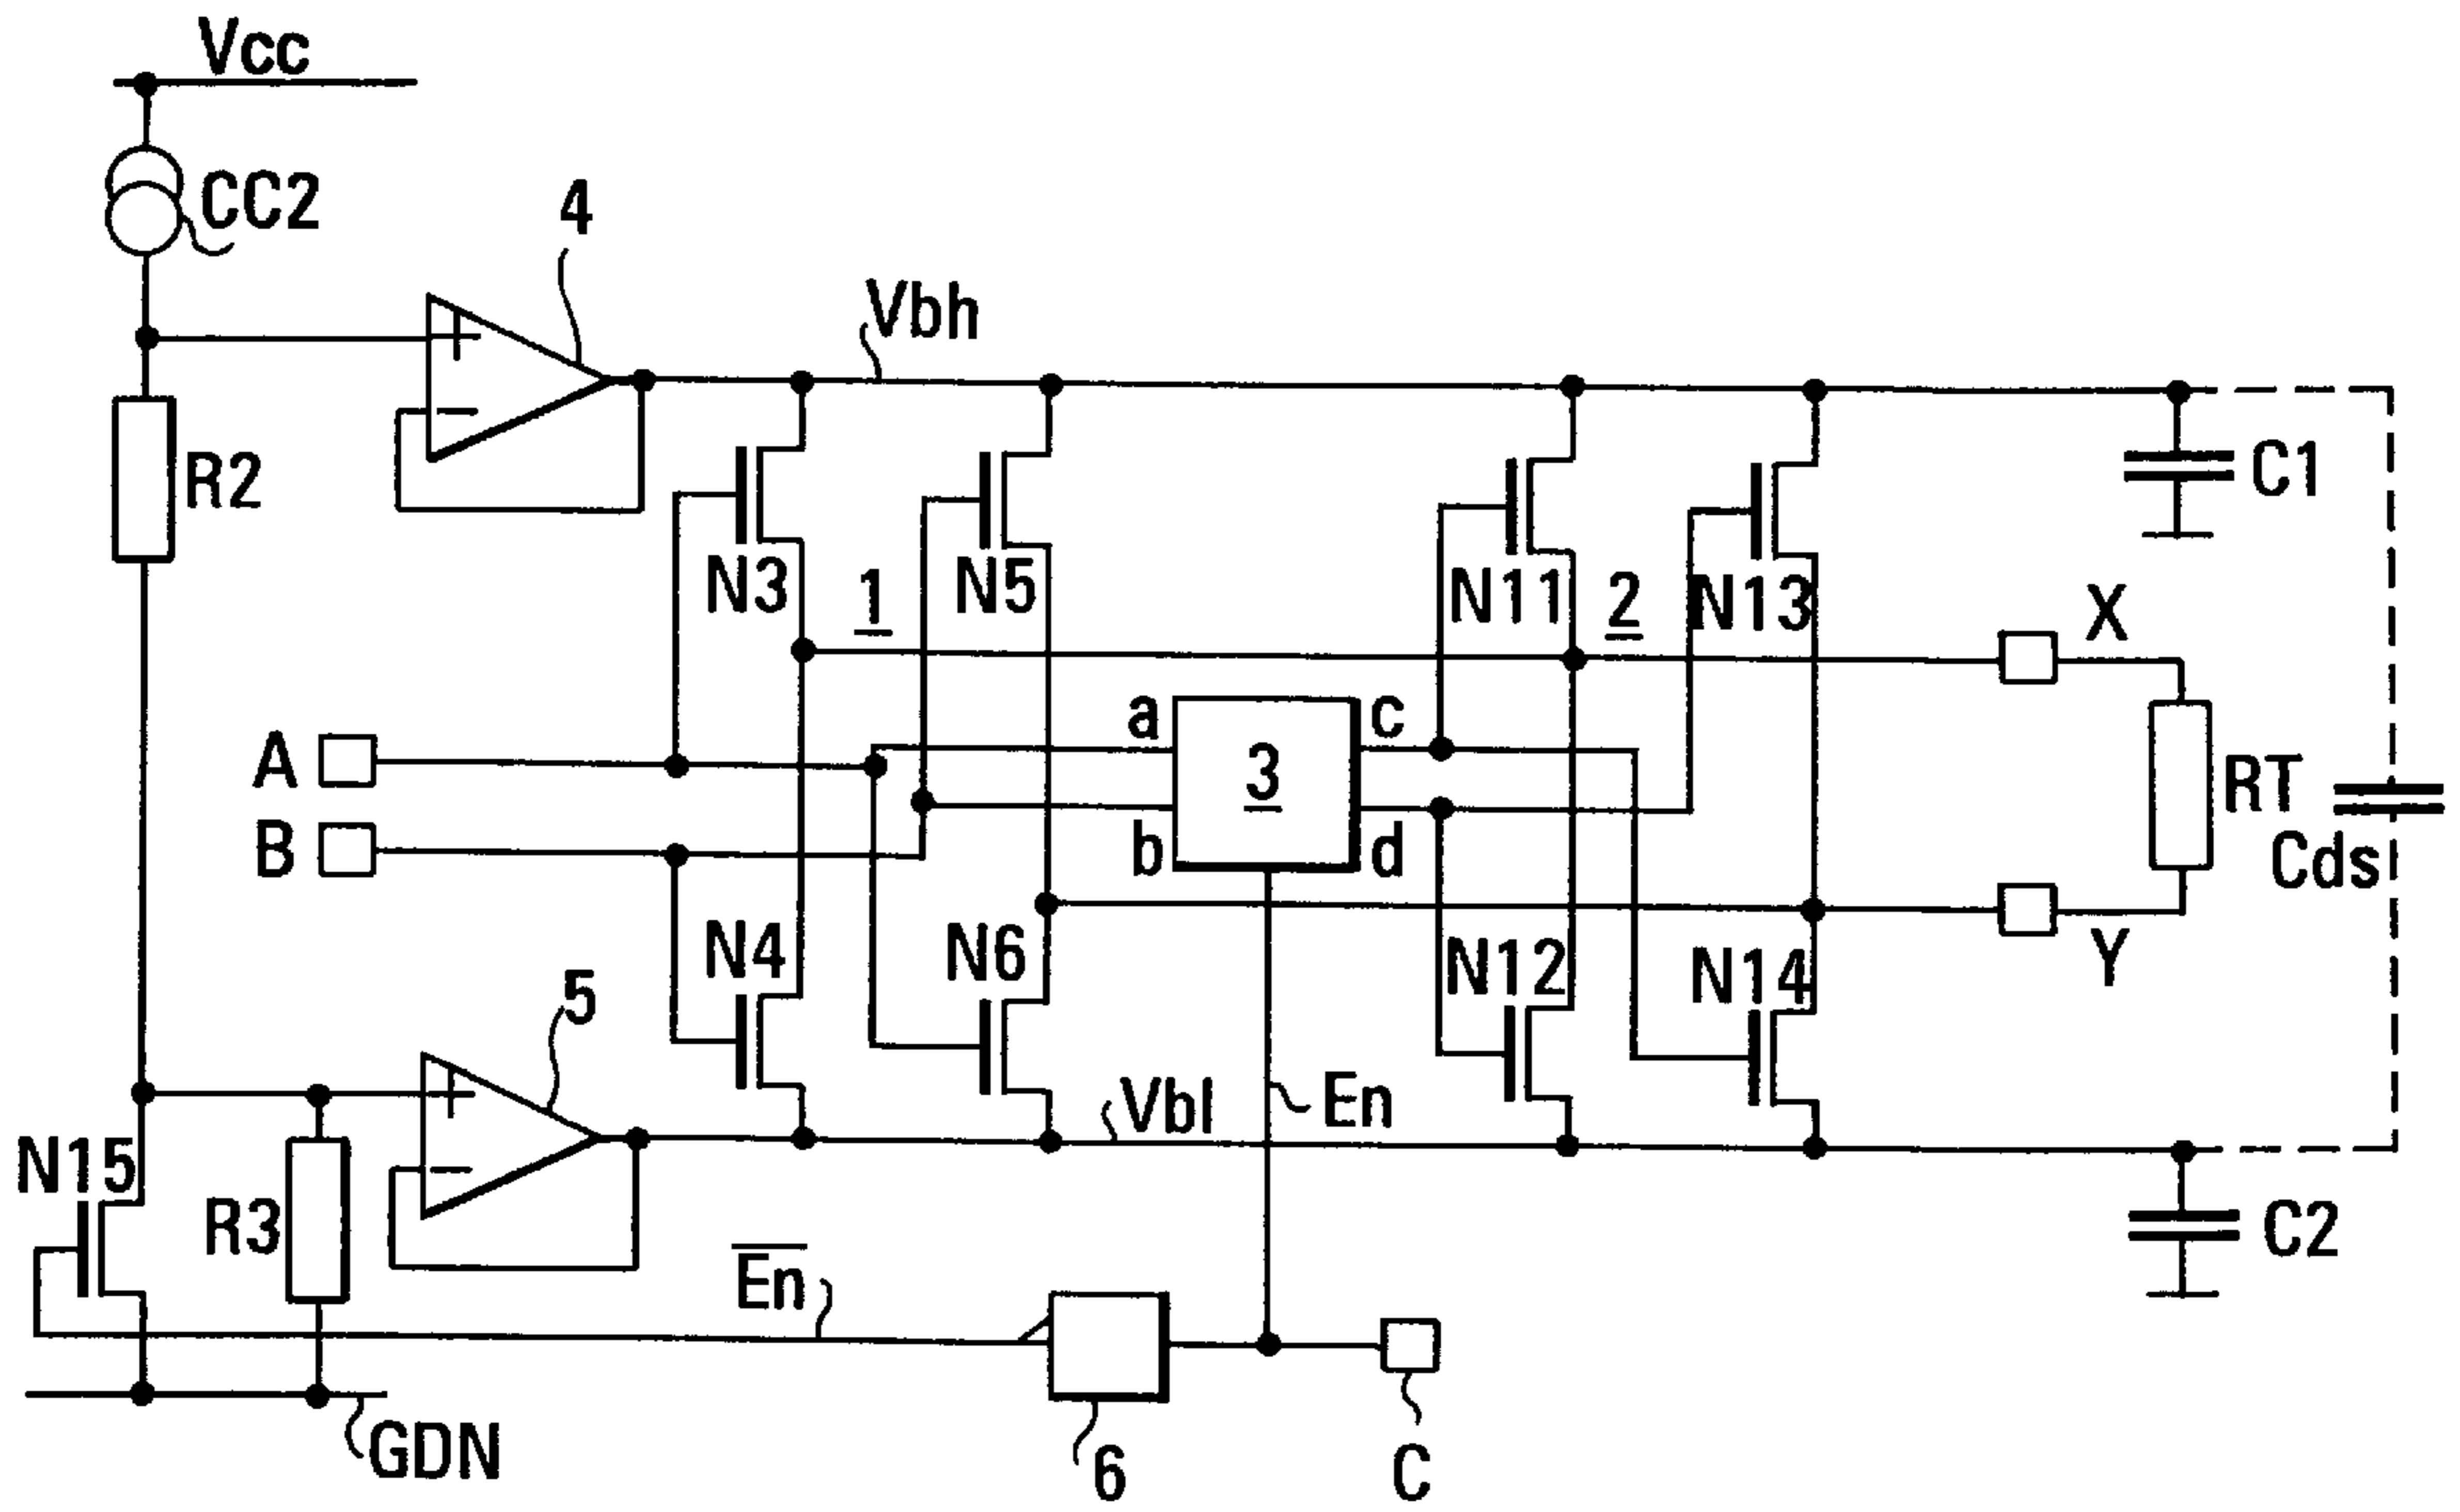 Vcc
CC2
4
Vbh
+
−
R2
C1
N3
1
N5
N11
2
N13
X
a
c
A
3
RT
B
b
d
Cds
N4
N6
N12
N14
Y
5
+
−
Vbl
En
N15
R3
C2
En
GDN
6
C